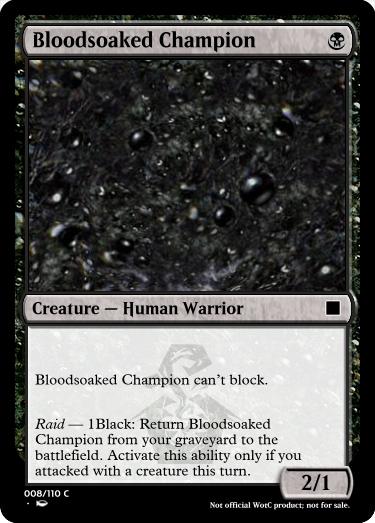 Bloodsoaked Champion
Creature — Human Warrior
Bloodsoaked Champion can't block.
Raid — 1Black: Return Bloodsoaked
Champion from your graveyard to the
battlefield. Activate this ability only if you
attacked with a creature this turn.
2/1
008/110 C
Not official WotC product; not for sale.